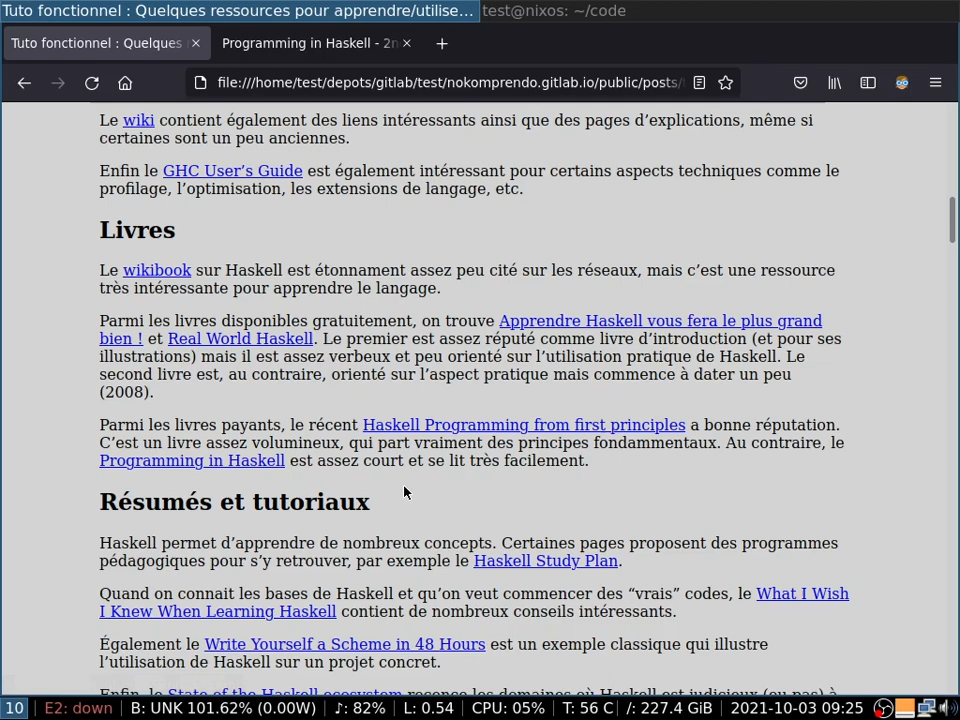 Tuto fonctionnel : Quelques ressources pour apprendre/utilise… test@nixos: ~/code
Tuto fonctionnel : Quelques Programming in Haskell - 2n
file:///home/test/depots/gitlab/test/nokomprendo.gitlab.io/public/posts/
Le wiki contient également des liens intéressants ainsi que des pages d’explications, même si
certaines sont un peu anciennes.
Enfin le GHC User’s Guide est également intéressant pour certains aspects techniques comme le
profilage, l’optimisation, les extensions de langage, etc.
Livres
Le wikibook sur Haskell est étonnament assez peu cité sur les réseaux, mais c’est une ressource
très intéressante pour apprendre le langage.
Parmi les livres disponibles gratuitement, on trouve Apprendre Haskell vous fera le plus grand
bien ! et Real World Haskell. Le premier est assez réputé comme livre d’introduction (et pour ses
illustrations) mais il est assez verbeux et peu orienté sur l’utilisation pratique de Haskell. Le
second livre est, au contraire, orienté sur l’aspect pratique mais commence à dater un peu
(2008).
Parmi les livres payants, le récent Haskell Programming from first principles a bonne réputation.
C’est un livre assez volumineux, qui part vraiment des principes fondammentaux. Au contraire, le
Programming in Haskell est assez court et se lit très facilement.
Résumés et tutoriaux
Haskell permet d’apprendre de nombreux concepts. Certaines pages proposent des programmes
pédagogiques pour s’y retrouver, par exemple le Haskell Study Plan.
Quand on connait les bases de Haskell et qu’on veut commencer des “vrais” codes, le What I Wish
I Knew When Learning Haskell contient de nombreux conseils intéressants.
Également le Write Yourself a Scheme in 48 Hours est un exemple classique qui illustre
l’utilisation de Haskell sur un projet concret.
Enfin, le State of the Haskell ecosystem recence les domaines où Haskell est judicieux (ou pas) à
10 E2: down B: UNK 101.62% (0.00W) ♪: 82% L: 0.54 CPU: 05% T: 56 C /: 227.4 GiB 2021-10-03 09:25